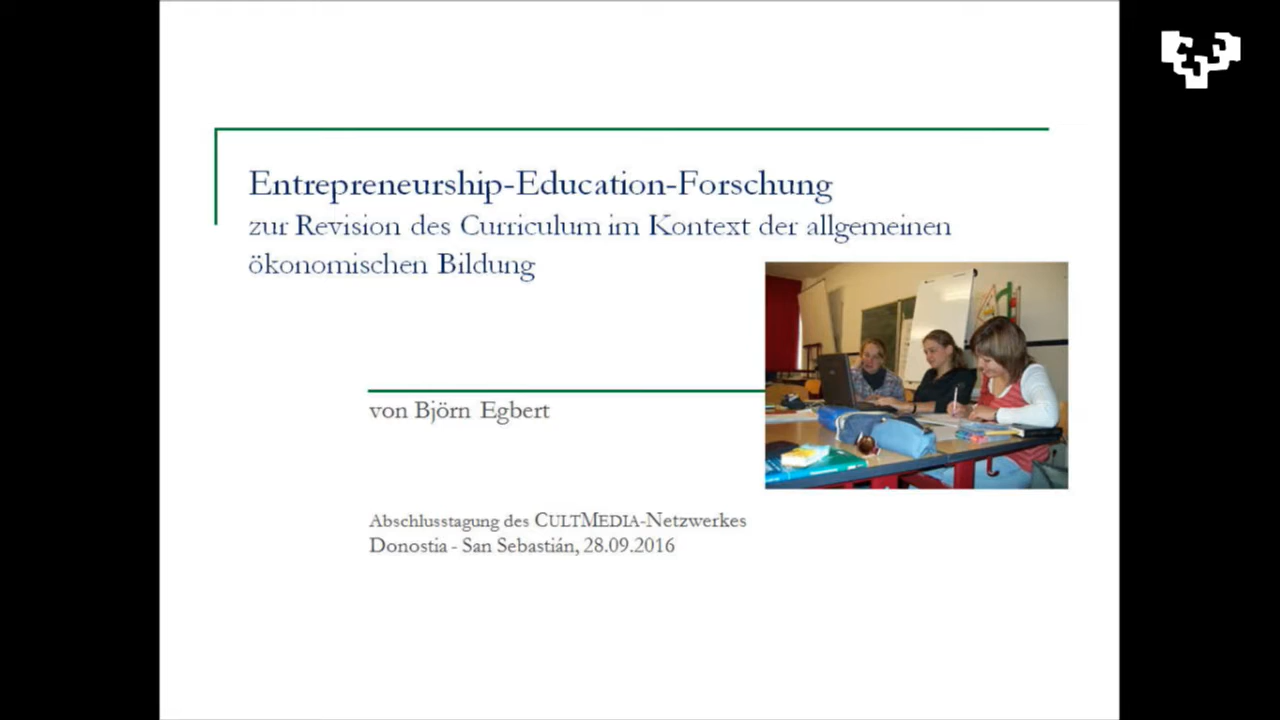 Entrepreneurship-Education-Forschung
zur Revision des Curriculum im Kontext der allgemeinen
ökonomischen Bildung
von Björn Egbert
Abschlusstagung des CULTMEDIA-Netzwerkes
Donostia - San Sebastián, 28.09.2016